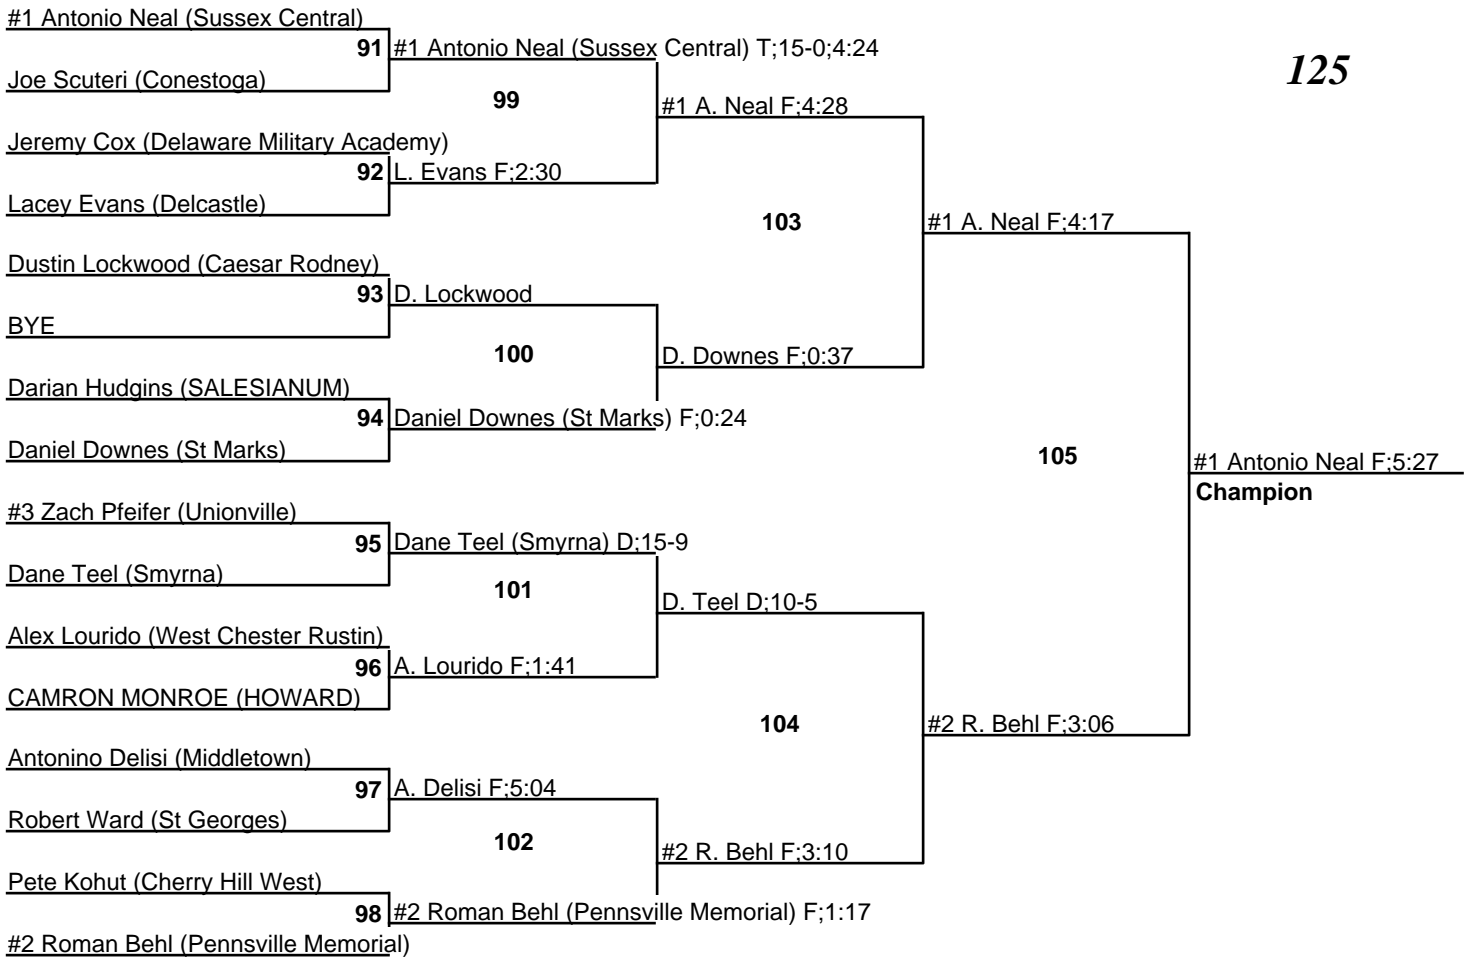 #1 Antonio Neal (Sussex Central)
91 #1 Antonio Neal (Sussex Central) T;15-0;4:24
125
Joe Scuteri (Conestoga)
99
#1 A. Neal F;4:28
Jeremy Cox (Delaware Military Academy)
92 L. Evans F;2:30
Lacey Evans (Delcastle)
103
#1 A. Neal F;4:17
Dustin Lockwood (Caesar Rodney)
93 D. Lockwood
BYE
100
D. Downes F;0:37
Darian Hudgins (SALESIANUM)
94 Daniel Downes (St Marks) F;0:24
Daniel Downes (St Marks)
105
#1 Antonio Neal F;5:27
Champion
#3 Zach Pfeifer (Unionville)
95 Dane Teel (Smyrna) D;15-9
Dane Teel (Smyrna)
101
D. Teel D;10-5
Alex Lourido (West Chester Rustin)
96 A. Lourido F;1:41
CAMRON MONROE (HOWARD)
104
#2 R. Behl F;3:06
Antonino Delisi (Middletown)
97 A. Delisi F;5:04
Robert Ward (St Georges)
102
#2 R. Behl F;3:10
Pete Kohut (Cherry Hill West)
98 #2 Roman Behl (Pennsville Memorial) F;1:17
#2 Roman Behl (Pennsville Memorial)